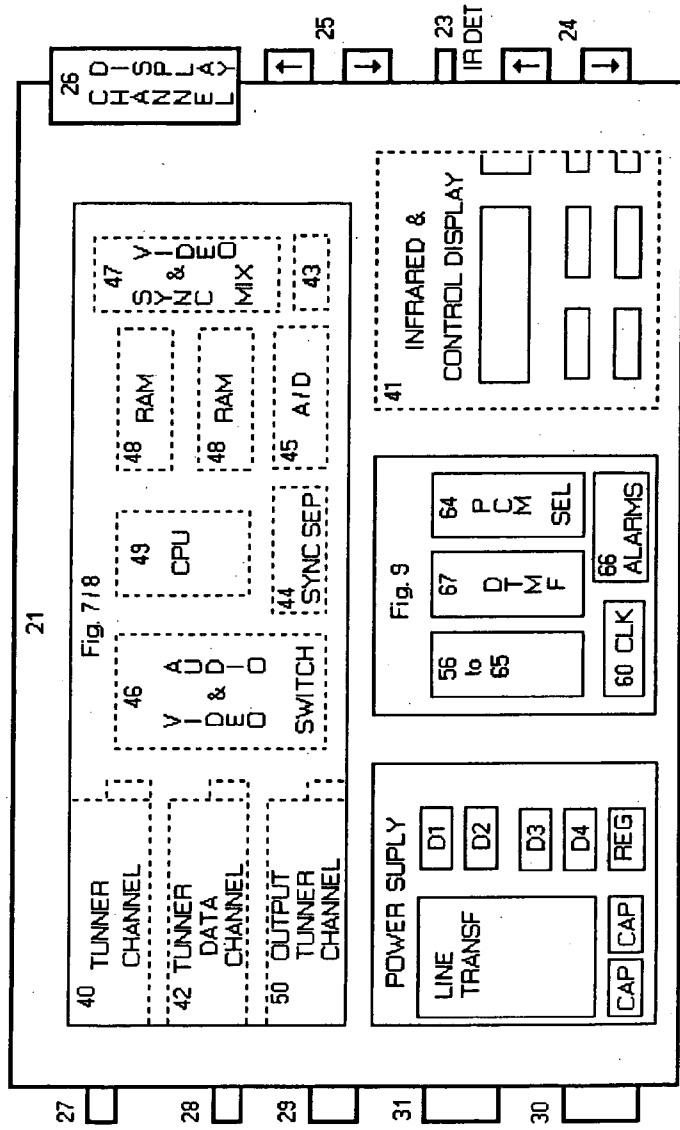 21
26
DISPLAY
CHANNEL
25
23
IR DET
24
27
28
29
31
30
Fig. 7/8
40 TUNNER
CHANNEL
42 TUNNER
DATA
CHANNEL
50 OUTPUT
TUNNER
CHANNEL
46
VIDEO
&
AUDIO
SWITCH
49
CPU
44
SYNC SEP
48 RAM
48 RAM
45 A/D
47
SYNC
&
VIDEO
MIX
43
POWER SUPLY
LINE
TRANSF
D1
D2
D3
D4
REG
CAP
CAP
Fig. 9
56
to
65
67
DTMF
64
PCM
SEL
60 CLK
66
ALARMS
41
INFRARED &
CONTROL DISPLAY